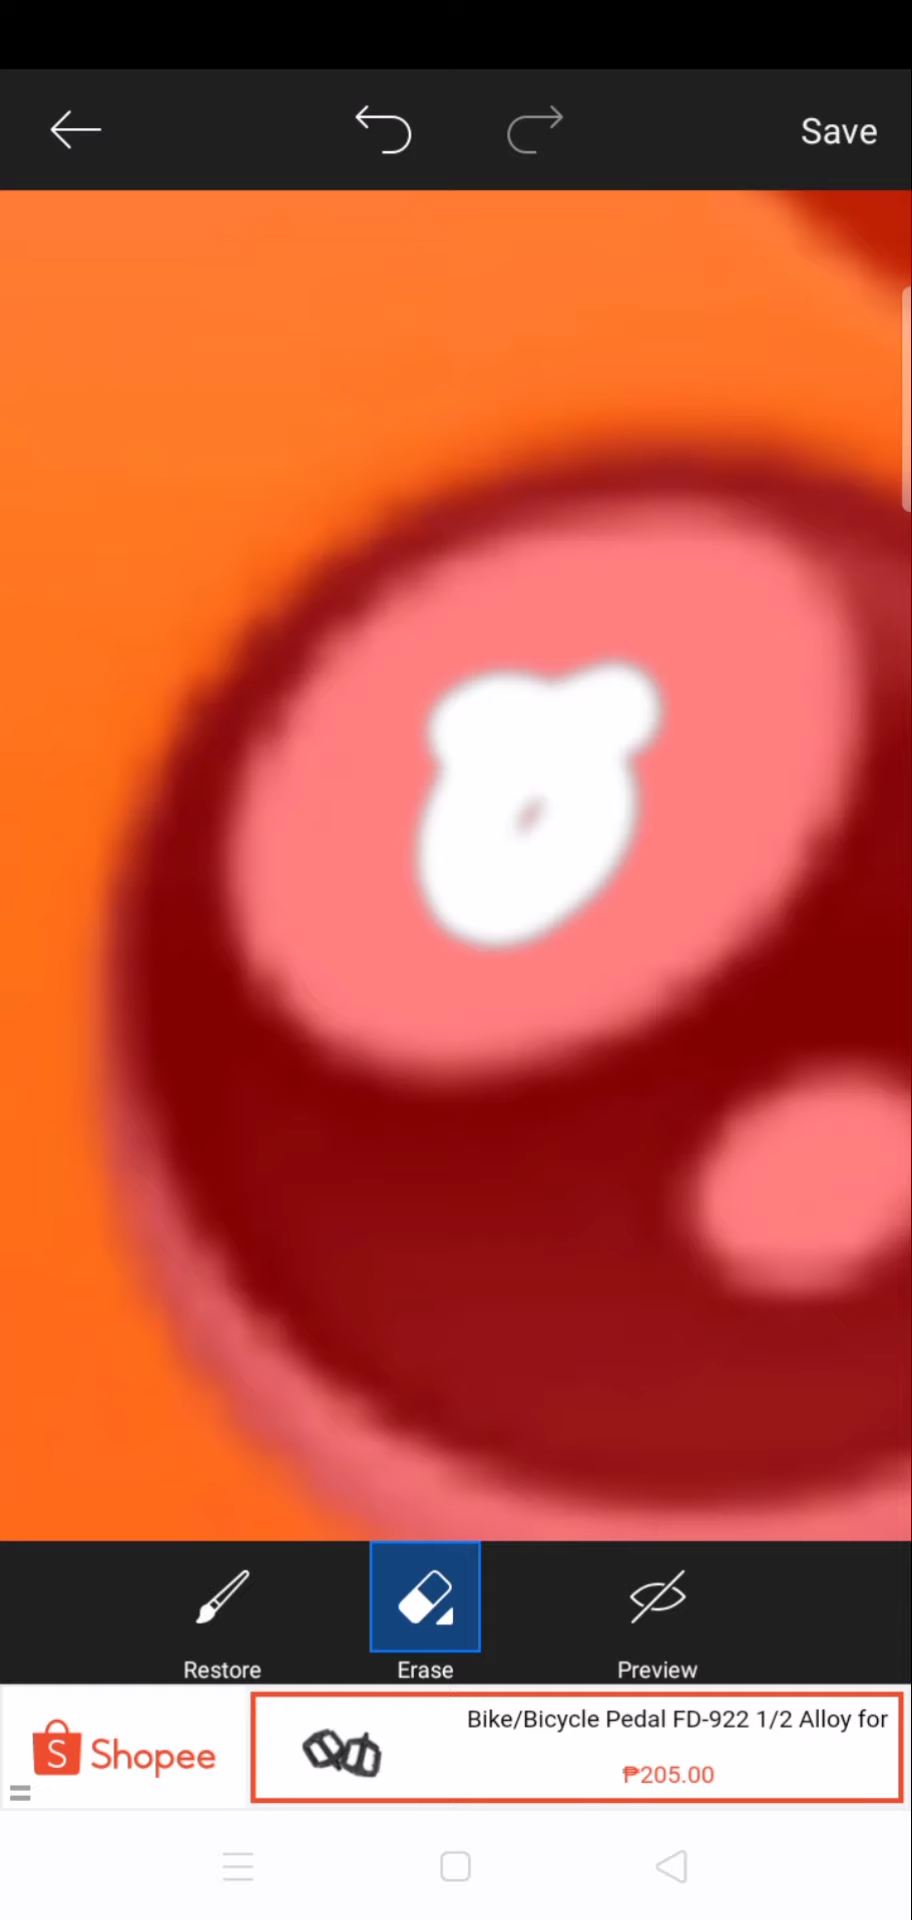 Save
Restore
Erase
Preview
S Shopee
Bike/Bicycle Pedal FD-922 1/2 Alloy for
₱205.00